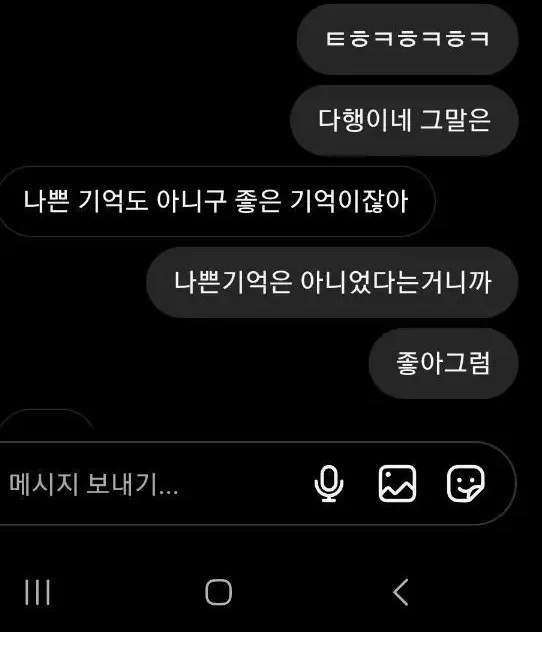 ㅌㅎㅋㅎㅋㅎㅋ
다행이네 그말은
나쁜 기억도 아니구 좋은 기억이잖아
나쁜기억은 아니었다는거니까
좋아그럼
메시지 보내기...